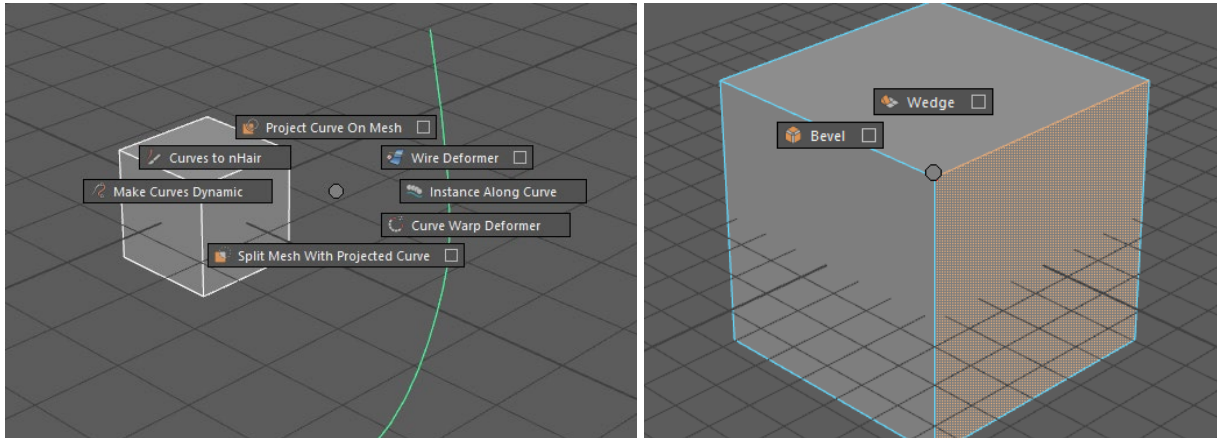 Project Curve On Mesh
Curves to nHair
Wire Deformer
Make Curves Dynamic
Instance Along Curve
Curve Warp Deformer
Split Mesh With Projected Curve
Wedge
Bevel